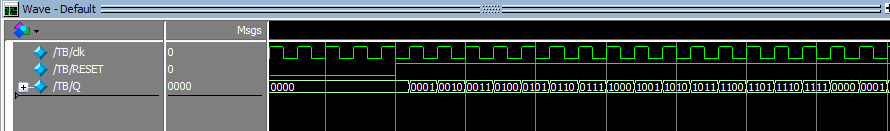 Wave - Default
Msgs
/TB/clk 0
/TB/RESET 0
/TB/Q 0000 0000 0001 0010 0011 0100 0101 0110 0111 1000 1001 1010 1011 1100 1101 1110 1111 0000 0001